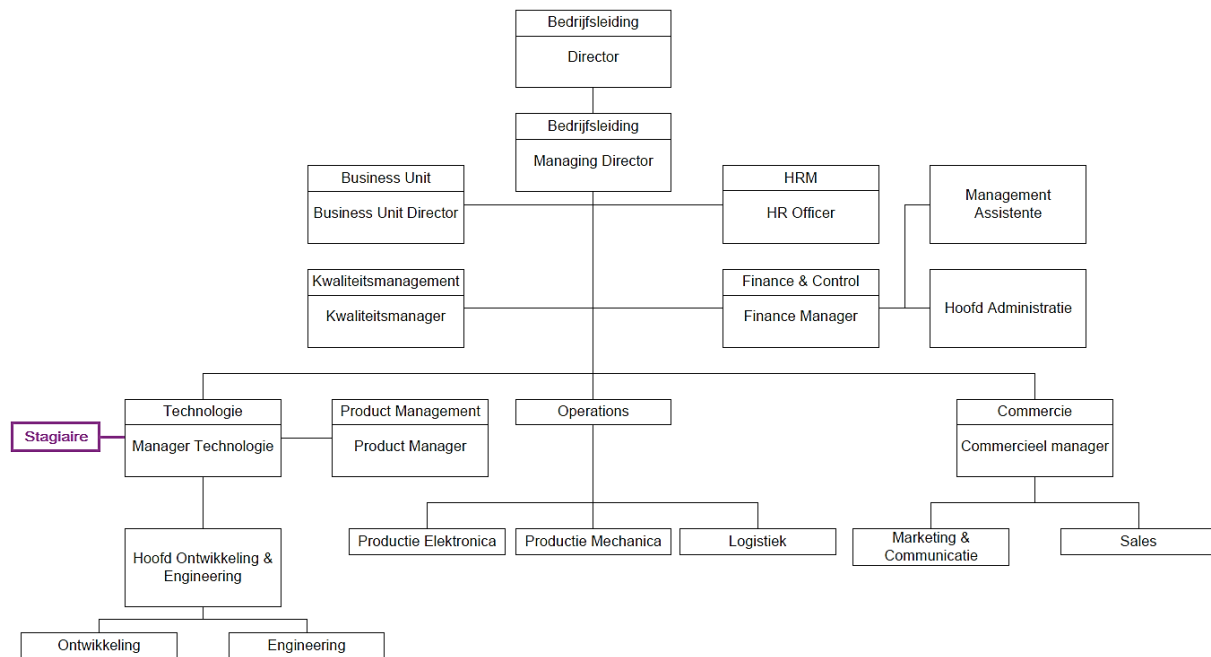 Bedrijfsleiding
Director
Bedrijfsleiding
Managing Director
Business Unit
Business Unit Director
HRM
HR Officer
Management
Assistente
Kwaliteitsmanagement
Kwaliteitsmanager
Finance & Control
Finance Manager
Hoofd Administratie
Stagiaire
Technologie
Manager Technologie
Product Management
Product Manager
Operations
Commercie
Commercieel manager
Hoofd Ontwikkeling &
Engineering
Productie Elektronica
Productie Mechanica
Logistiek
Marketing &
Communicatie
Sales
Ontwikkeling
Engineering